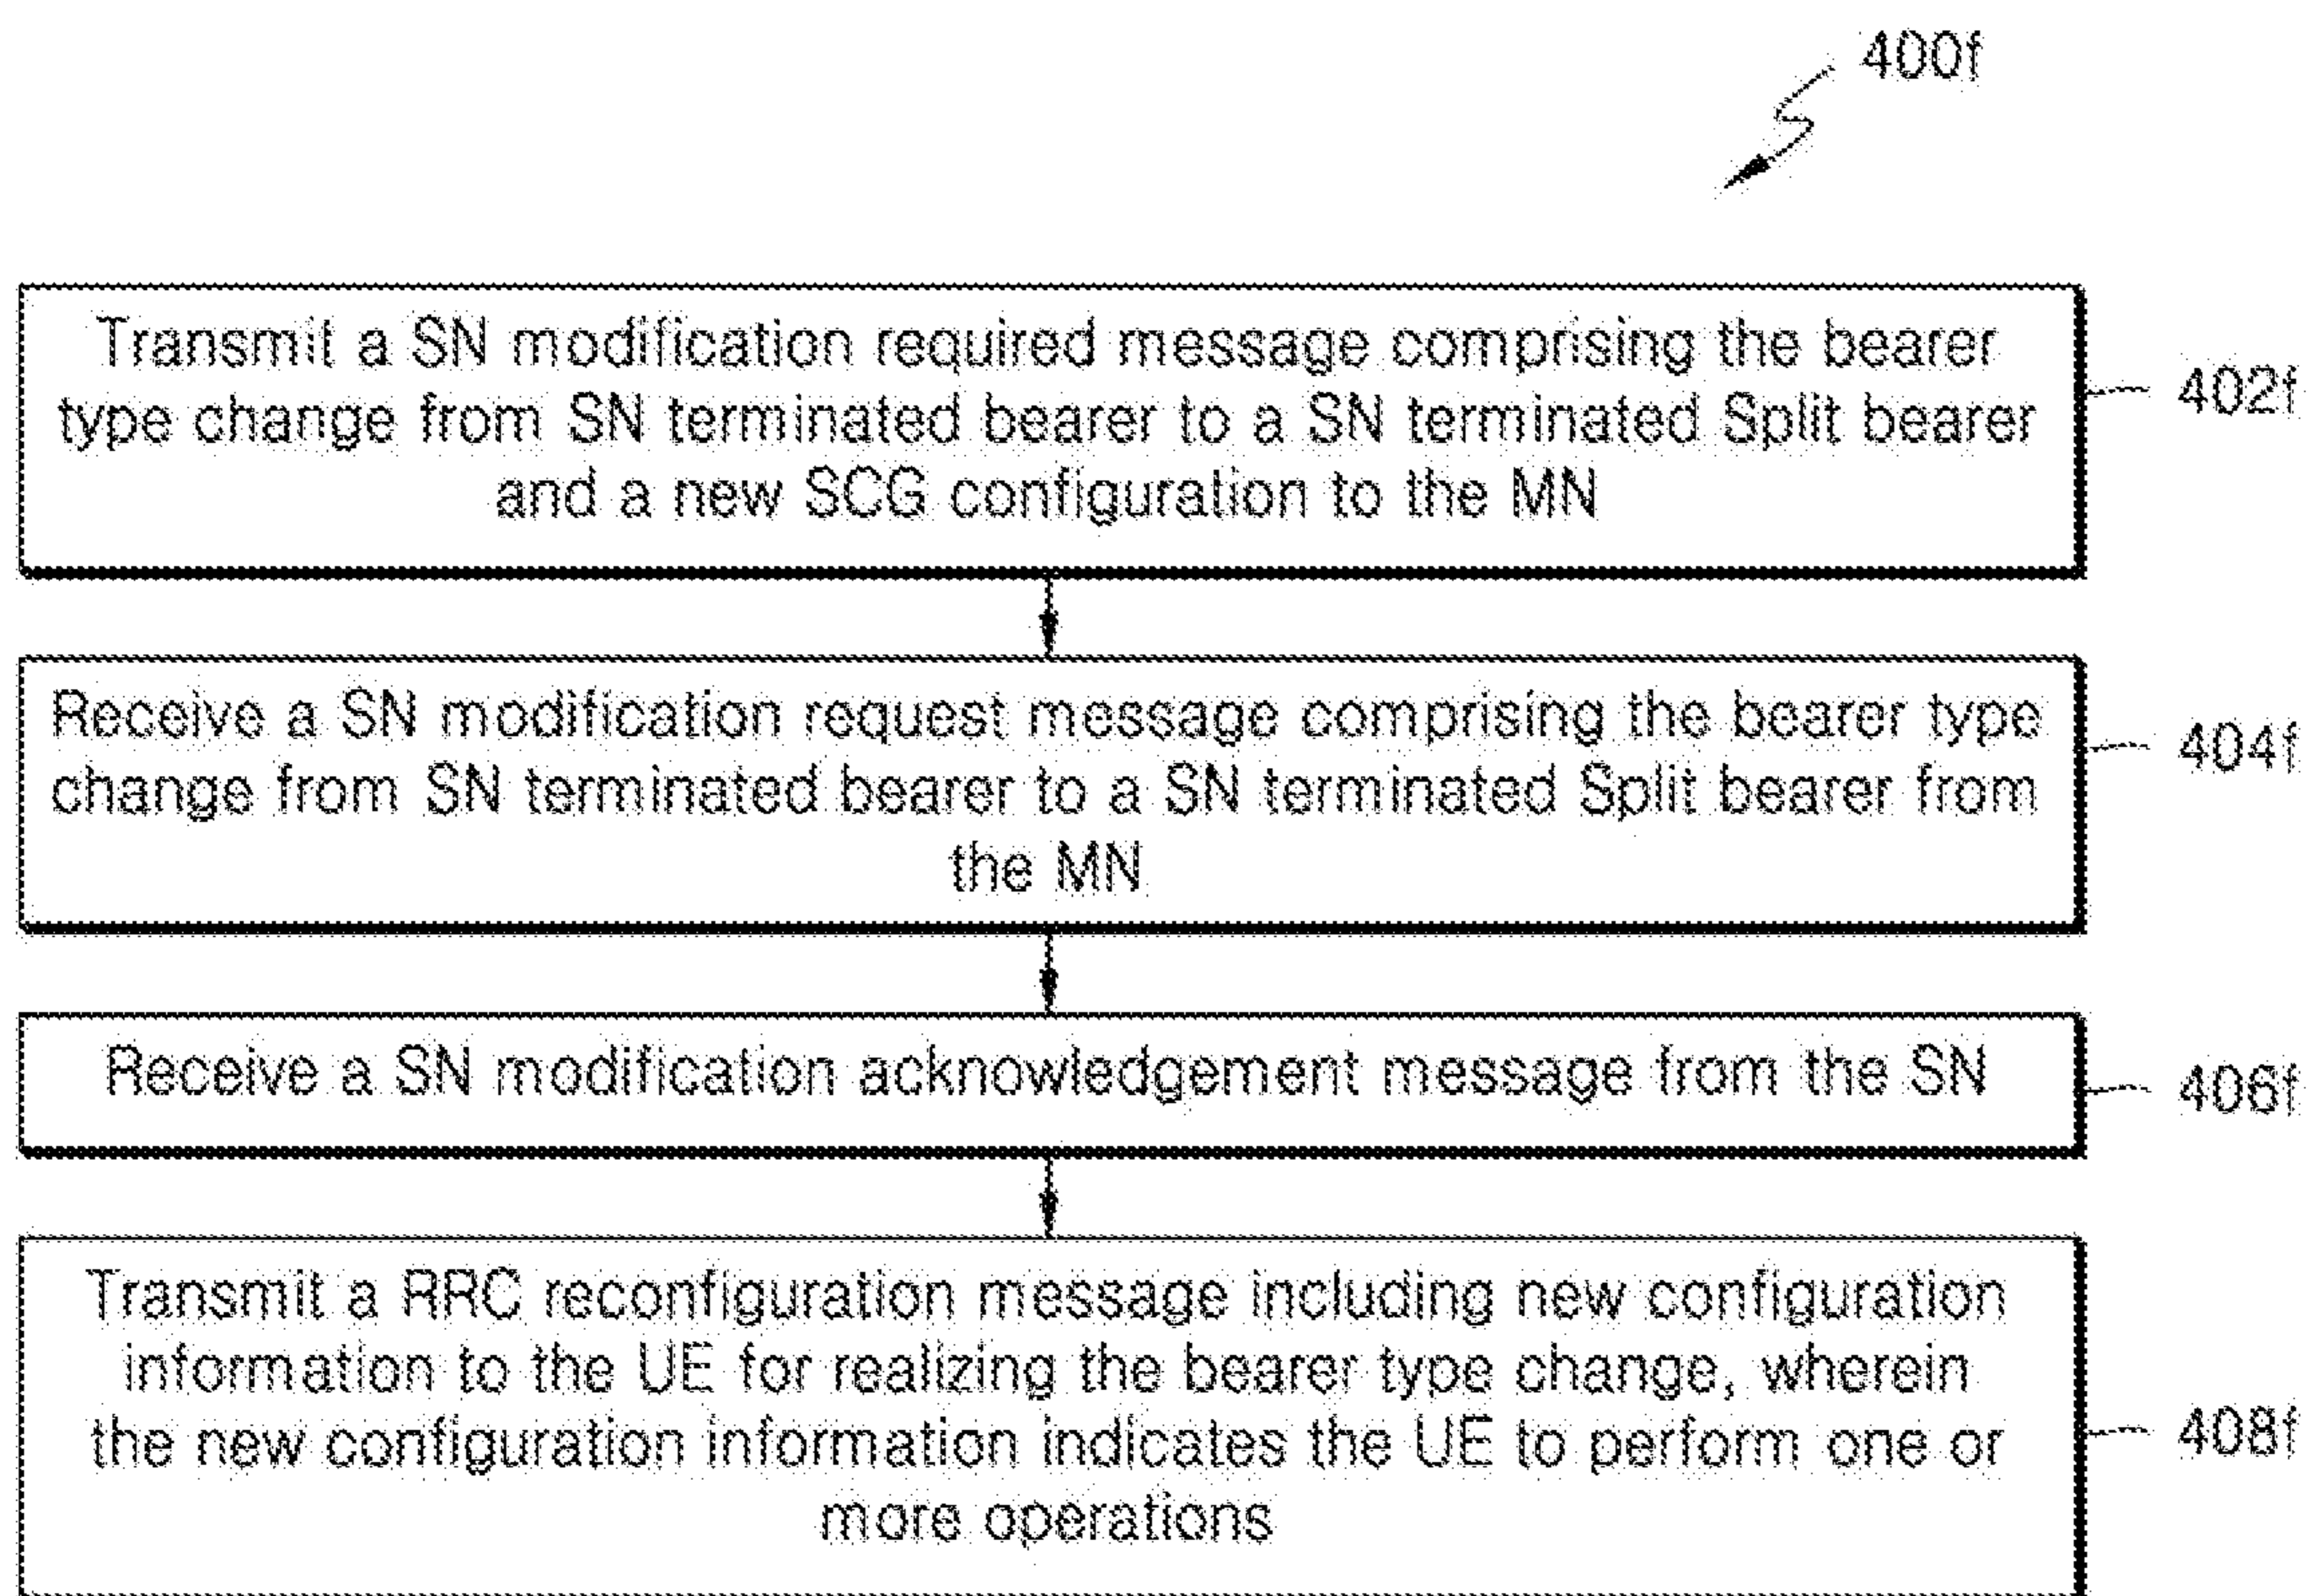 400f
Transmit a SN modification required message comprising the bearer
type change from SN terminated bearer to a SN terminated Split bearer
and a new SCG configuration to the MN
402f
Receive a SN modification request message comprising the bearer type
change from SN terminated bearer to a SN terminated Split bearer from
the MN
404f
Receive a SN modification acknowledgement message from the SN
406f
Transmit a RRC reconfiguration message including new configuration
information to the UE for realizing the bearer type change, wherein
the new configuration information indicates the UE to perform one or
more operations
408f